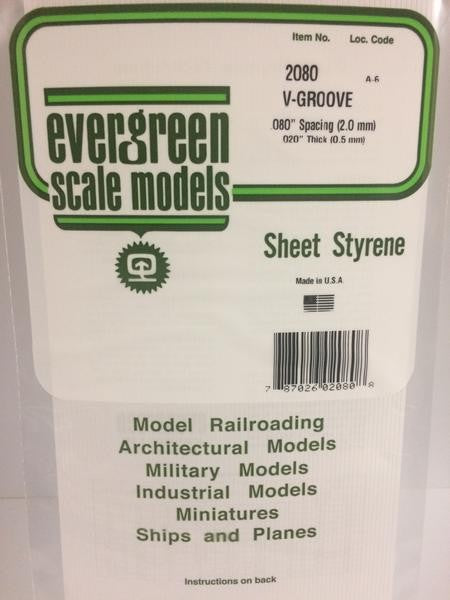 Item No. Loc. Code
2080 A-6
V-GROOVE
.080" Spacing (2.0 mm)
.020" Thick (0.5 mm)
evergreen
scale models
Sheet Styrene
Made in U.S.A.
7 87026 02080 8
Model Railroading
Architectural Models
Military Models
Industrial Models
Miniatures
Ships and Planes
Instructions on back